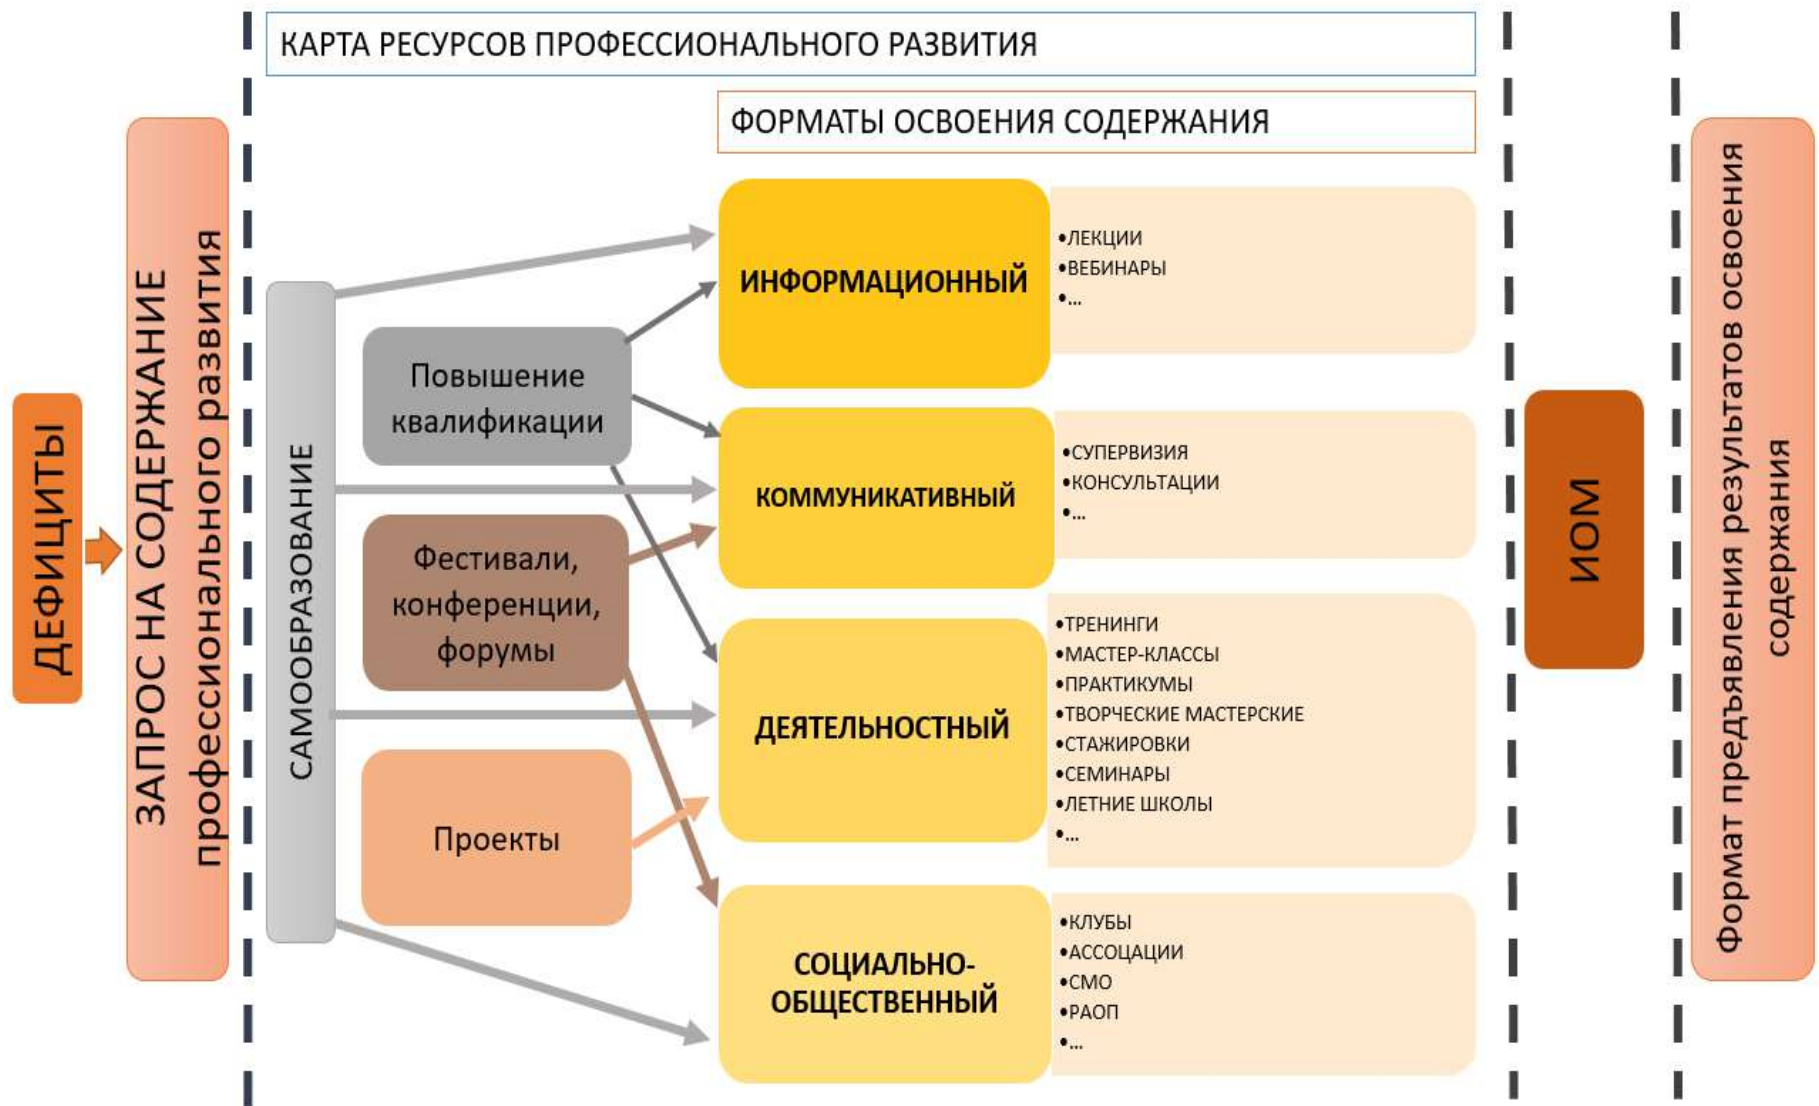 КАРТА РЕСУРСОВ ПРОФЕССИОНАЛЬНОГО РАЗВИТИЯ
ФОРМАТЫ ОСВОЕНИЯ СОДЕРЖАНИЯ
ДЕФИЦИТЫ
ЗАПРОС НА СОДЕРЖАНИЕ
профессионального развития
САМООБРАЗОВАНИЕ
Повышение
квалификации
Фестивали,
конференции,
форумы
Проекты
ИНФОРМАЦИОННЫЙ
•ЛЕКЦИИ
•ВЕБИНАРЫ
•...
КОММУНИКАТИВНЫЙ
•СУПЕРВИЗИЯ
•КОНСУЛЬТАЦИИ
•...
ДЕЯТЕЛЬНОСТНЫЙ
•ТРЕНИНГИ
•МАСТЕР-КЛАССЫ
•ПРАКТИКУМЫ
•ТВОРЧЕСКИЕ МАСТЕРСКИЕ
•СТАЖИРОВКИ
•СЕМИНАРЫ
•ЛЕТНИЕ ШКОЛЫ
•...
СОЦИАЛЬНО-
ОБЩЕСТВЕННЫЙ
•КЛУБЫ
•АССОЦАЦИИ
•СМО
•РАОП
•...
ИОМ
Формат предъявления результатов освоения
содержания